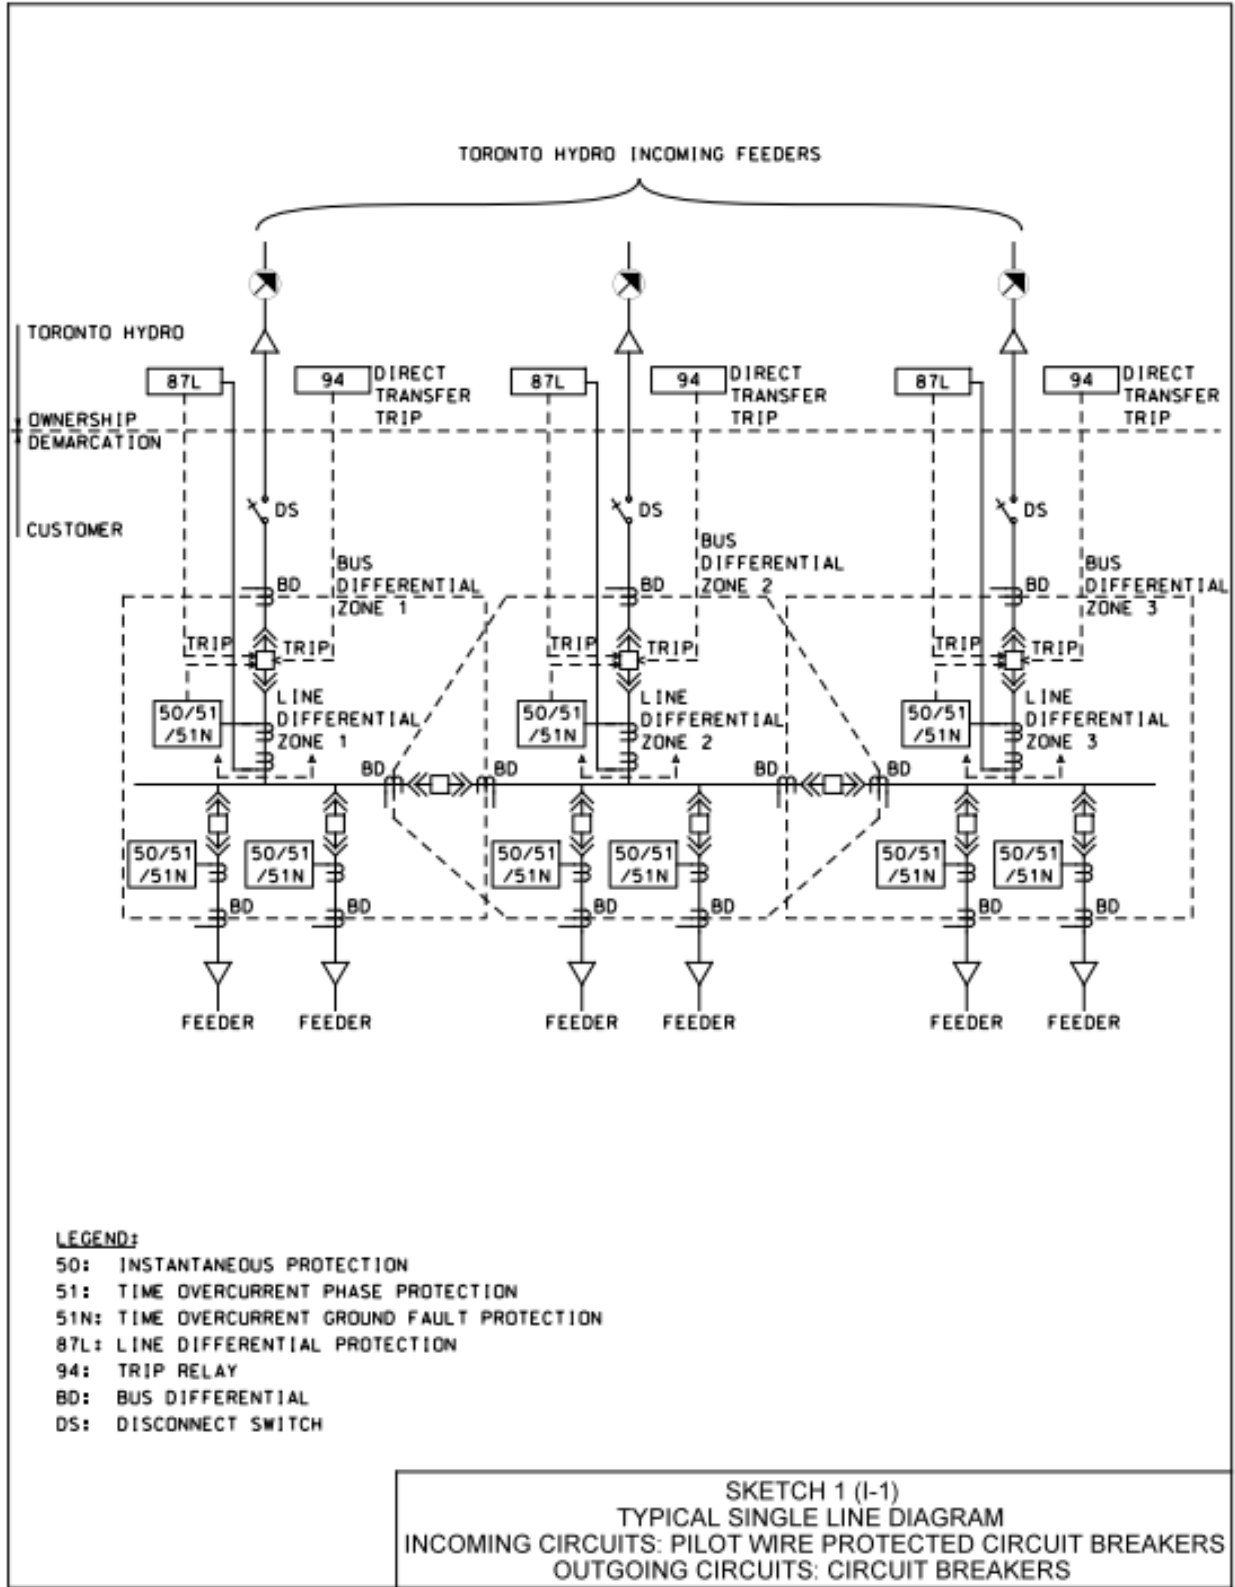 TORONTO HYDRO INCOMING FEEDERS
TORONTO HYDRO
OWNERSHIP
DEMARCATION
CUSTOMER
87L
94
DIRECT
TRANSFER
TRIP
87L
94
DIRECT
TRANSFER
TRIP
87L
94
DIRECT
TRANSFER
TRIP
DS
DS
DS
BUS
DIFFERENTIAL
ZONE 1
BUS
DIFFERENTIAL
ZONE 2
BUS
DIFFERENTIAL
ZONE 3
BD
BD
BD
TRIP
TRIP
TRIP
TRIP
TRIP
TRIP
50/51
/51N
LINE
DIFFERENTIAL
ZONE 1
50/51
/51N
LINE
DIFFERENTIAL
ZONE 2
50/51
/51N
LINE
DIFFERENTIAL
ZONE 3
BD
BD
BD
BD
50/51
/51N
50/51
/51N
50/51
/51N
50/51
/51N
50/51
/51N
50/51
/51N
BD
BD
BD
BD
BD
BD
FEEDER
FEEDER
FEEDER
FEEDER
FEEDER
FEEDER
LEGEND:
50: INSTANTANEOUS PROTECTION
51: TIME OVERCURRENT PHASE PROTECTION
51N: TIME OVERCURRENT GROUND FAULT PROTECTION
87L: LINE DIFFERENTIAL PROTECTION
94: TRIP RELAY
BD: BUS DIFFERENTIAL
DS: DISCONNECT SWITCH
SKETCH 1 (I-1)
TYPICAL SINGLE LINE DIAGRAM
INCOMING CIRCUITS: PILOT WIRE PROTECTED CIRCUIT BREAKERS
OUTGOING CIRCUITS: CIRCUIT BREAKERS